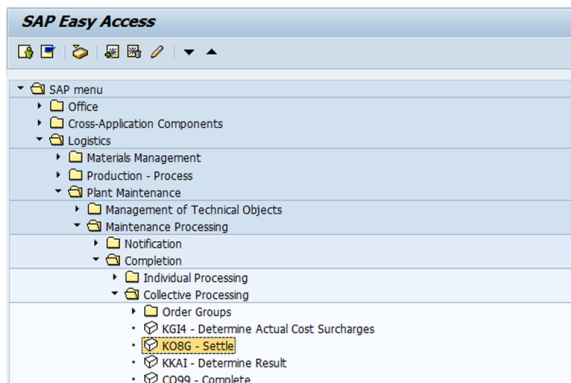 SAP Easy Access
SAP menu
Office
Cross-Application Components
Logistics
Materials Management
Production - Process
Plant Maintenance
Management of Technical Objects
Maintenance Processing
Notification
Completion
Individual Processing
Collective Processing
Order Groups
KGI4 - Determine Actual Cost Surcharges
KO8G - Settle
KKAI - Determine Result
CO99 - Complete